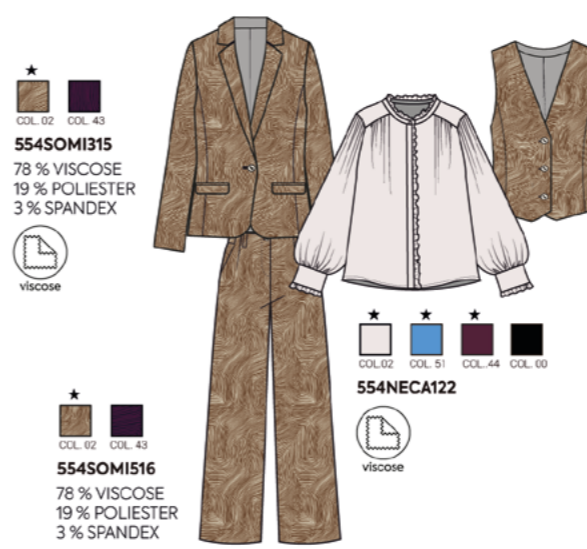 ★
COL. 02 COL. 43
554SOMI315
78 % VISCOSE
19 % POLIESTER
3 % SPANDEX
viscose
★ ★ ★
COL.02 COL. 51 COL..44 COL. 00
554NECA122
viscose
★
COL. 02 COL. 43
554SOMI516
78 % VISCOSE
19 % POLIESTER
3 % SPANDEX